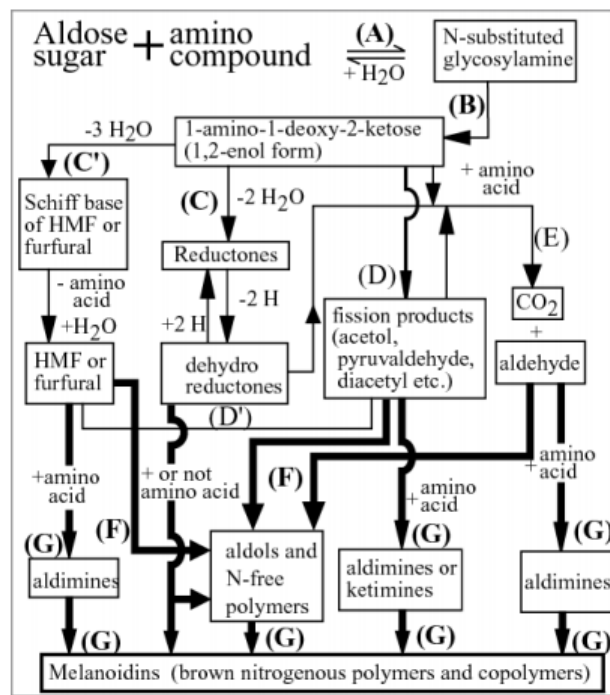 Aldose sugar + amino compound
(A)
+ H2O
N-substituted
glycosylamine
(B)
-3 H2O
1-amino-1-deoxy-2-ketose
(1,2-enol form)
(C')
+ amino
acid
Schiff base
of HMF or
furfural
(C)
-2 H2O
(E)
Reductones
(D)
- amino
acid
+H2O
+2 H
-2 H
CO2
+
aldehyde
HMF or
furfural
dehydro
reductones
fission products
(acetol,
pyruvaldehyde,
diacetyl etc.)
(D')
+amino
acid
+ or not
amino acid
(F)
(F)
+amino
acid
+ amino
acid
(G)
(G)
(G)
aldimines
aldols and
N-free
polymers
aldimines or
ketimines
aldimines
(G)
(G)
(G)
(G)
Melanoidins (brown nitrogenous polymers and copolymers)